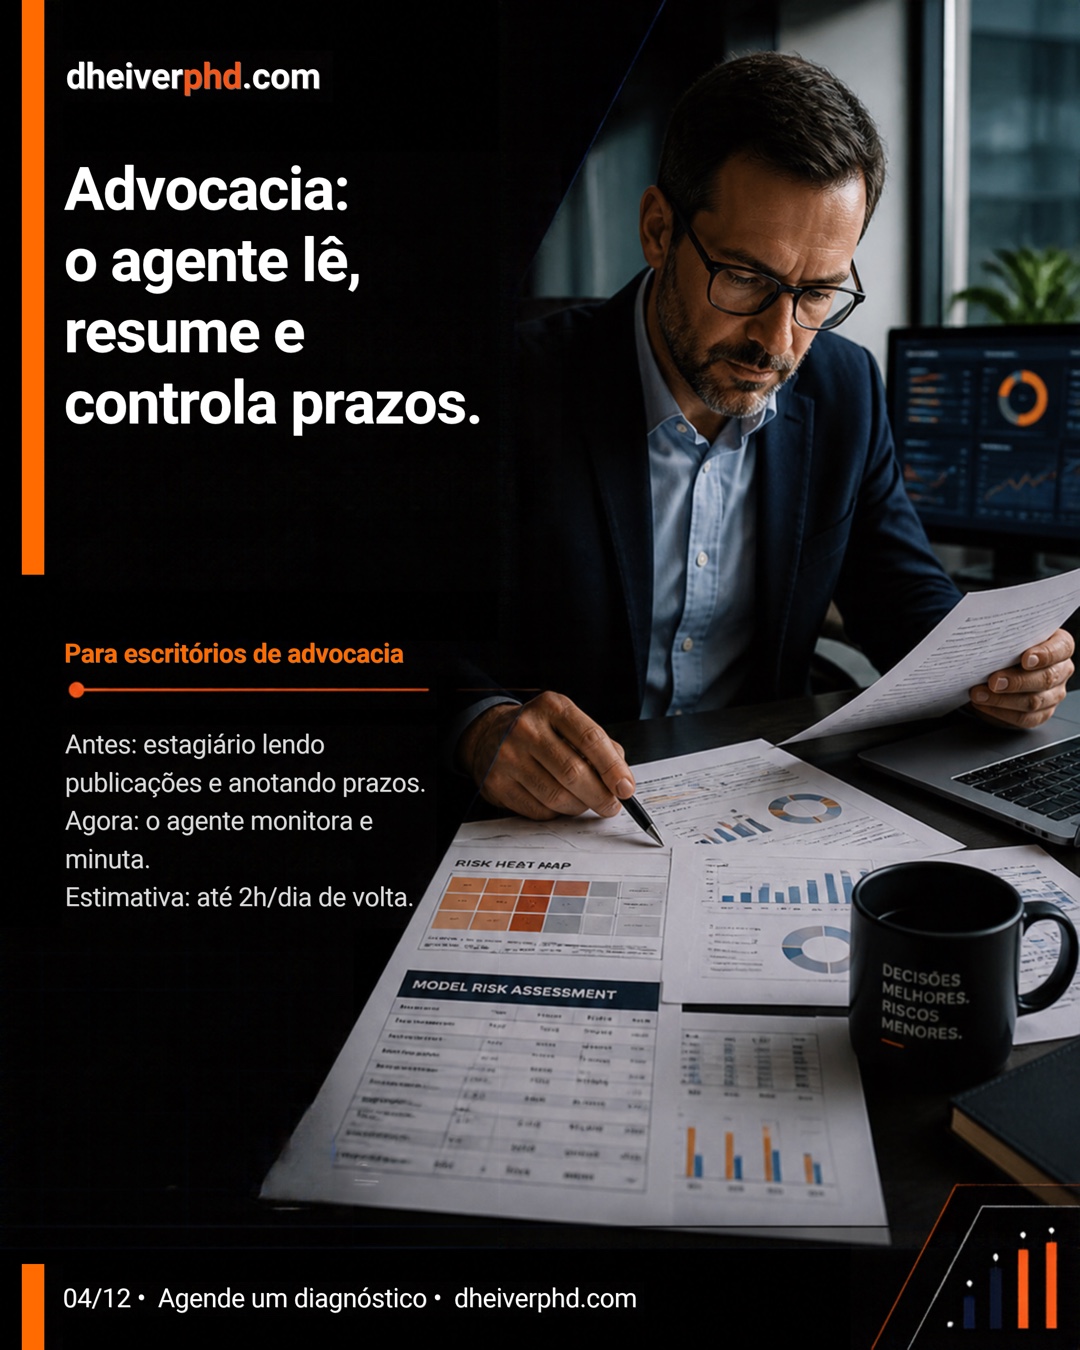 dheiverphd.com
Advocacia:
o agente lê,
resume e
controla prazos.
Para escritórios de advocacia
Antes: estagiário lendo
publicações e anotando prazos.
Agora: o agente monitora e
minuta.
Estimativa: até 2h/dia de volta.
RISK HEAT MAP
MODEL RISK ASSESSMENT
DECISÕES
MELHORES.
RISCOS
MENORES.
04/12 • Agende um diagnóstico • dheiverphd.com